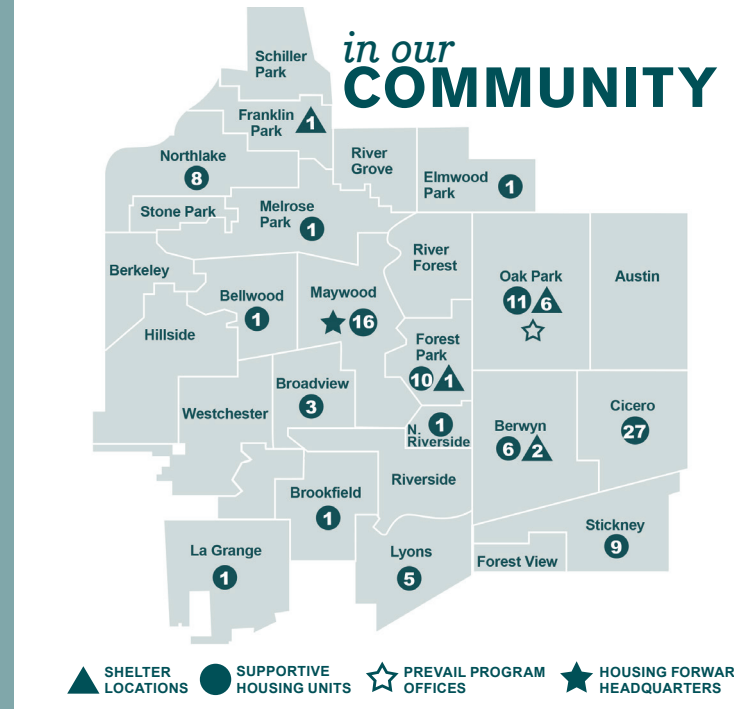 in our
COMMUNITY
Schiller
Park
Franklin
Park
1
Northlake
8
River
Grove
Elmwood
Park
1
Stone Park
Melrose
Park
1
Berkeley
River
Forest
Oak Park
11
6
Austin
Bellwood
1
Maywood
16
Hillside
Forest
Park
10
1
Broadview
3
Westchester
N.
Riverside
1
Berwyn
6
2
Cicero
27
Riverside
Brookfield
1
Stickney
9
La Grange
1
Lyons
5
Forest View
SHELTER
LOCATIONS
SUPPORTIVE
HOUSING UNITS
PREVAIL PROGRAM
OFFICES
HOUSING FORWAR
HEADQUARTERS